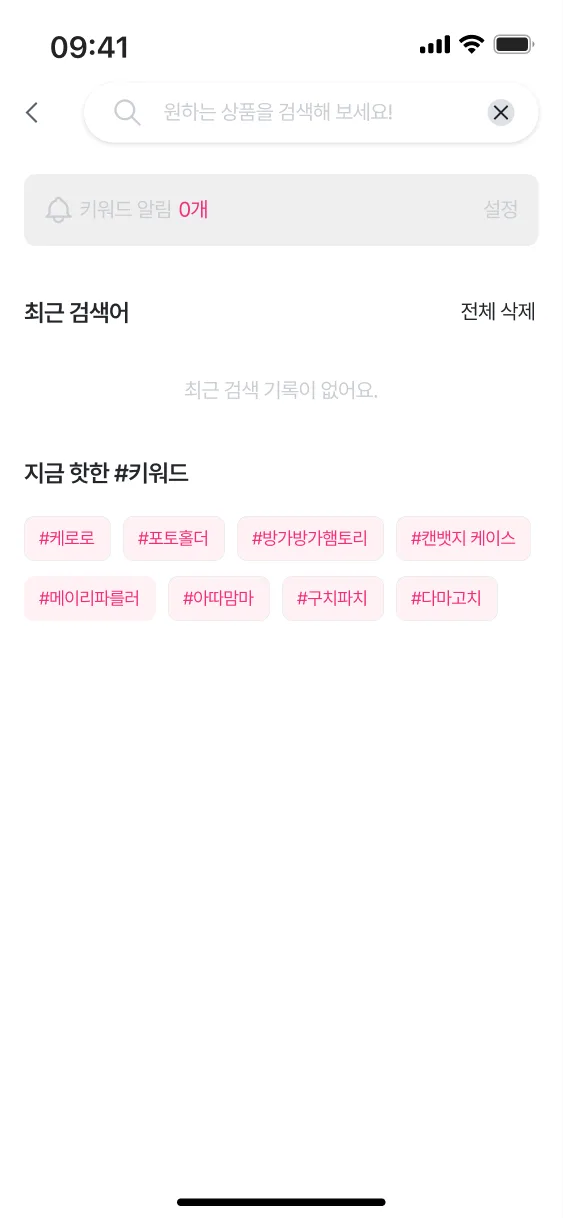 09:41
원하는 상품을 검색해 보세요!
키워드 알림 0개 설정
최근 검색어 전체 삭제
최근 검색 기록이 없어요.
지금 핫한 #키워드
#케로로 #포토홀더 #방가방가햄토리 #캔뱃지 케이스
#메이리파를러 #아따맘마 #구치파치 #다마고치